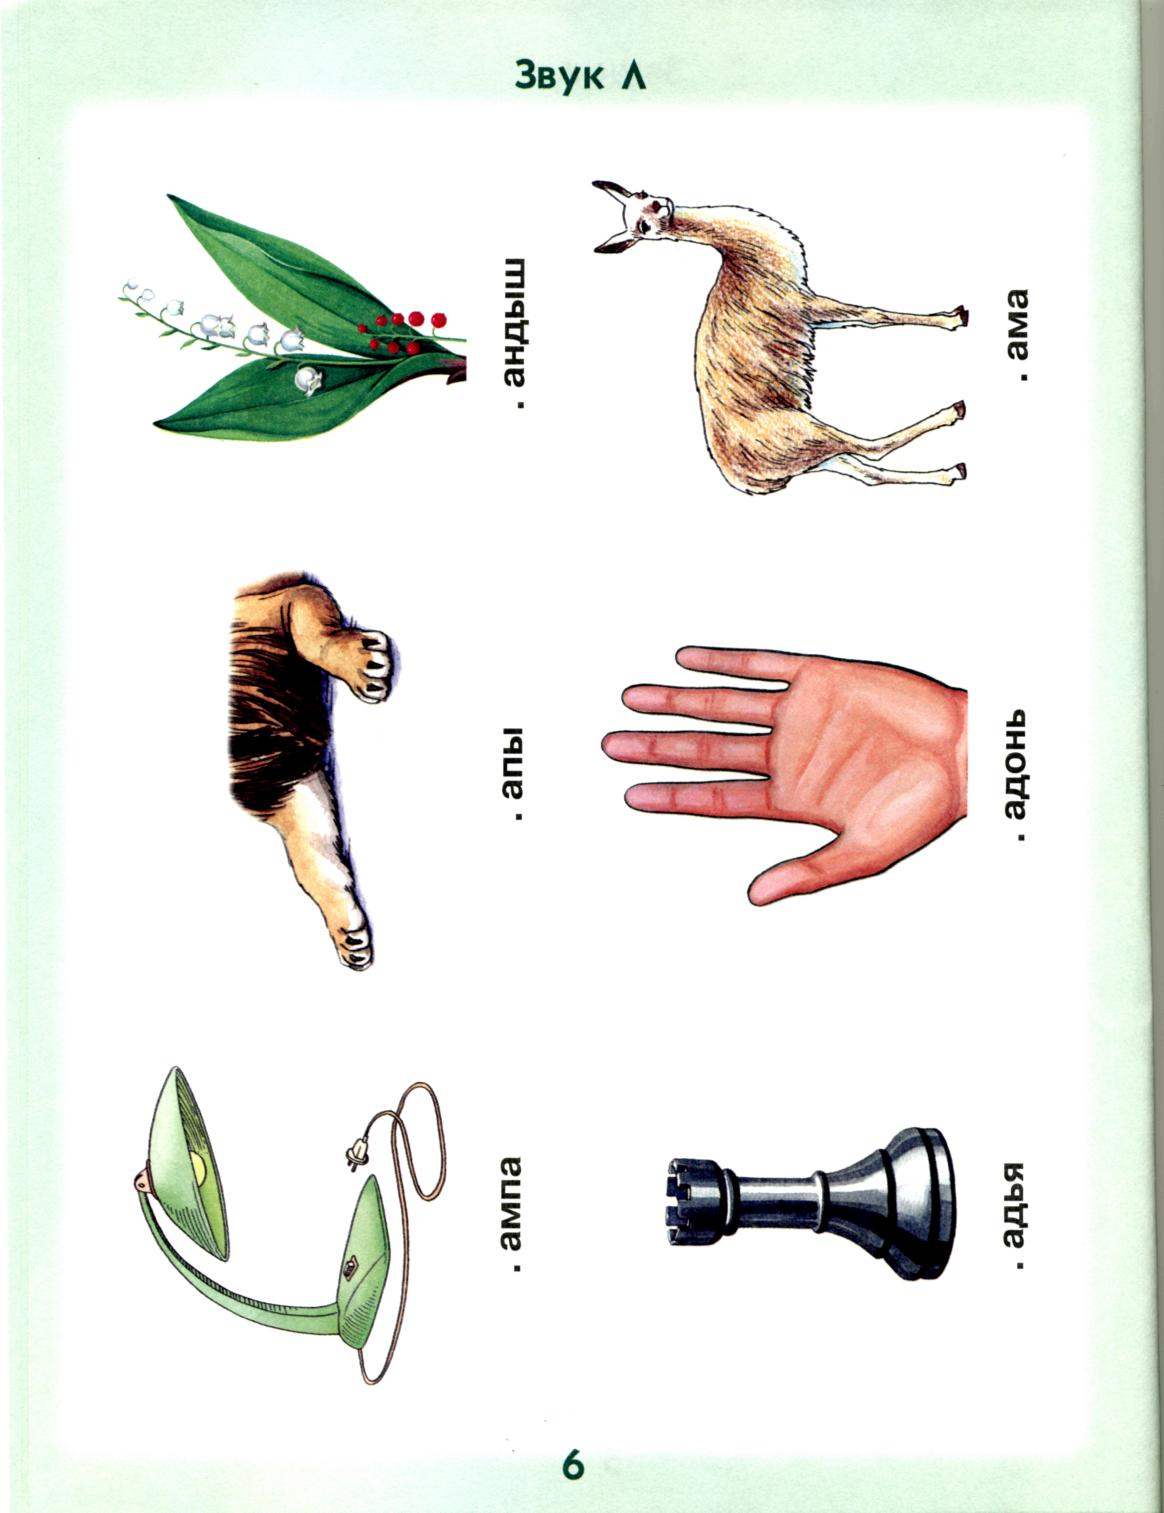 Звук Л
. ампа
. апы
. андыш
. адья
. адонь
. ама
6